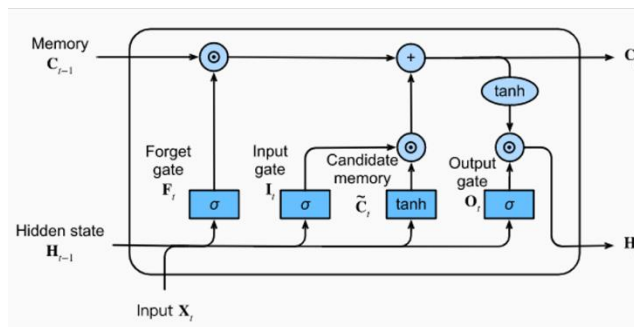 Memory
C_{t-1}
⊙
+
C
tanh
⊙
⊙
Forget
gate
F_t
σ
Input
gate
I_t
σ
Candidate
memory
C̃_t
tanh
Output
gate
O_t
σ
Hidden state
H_{t-1}
H
Input X_t